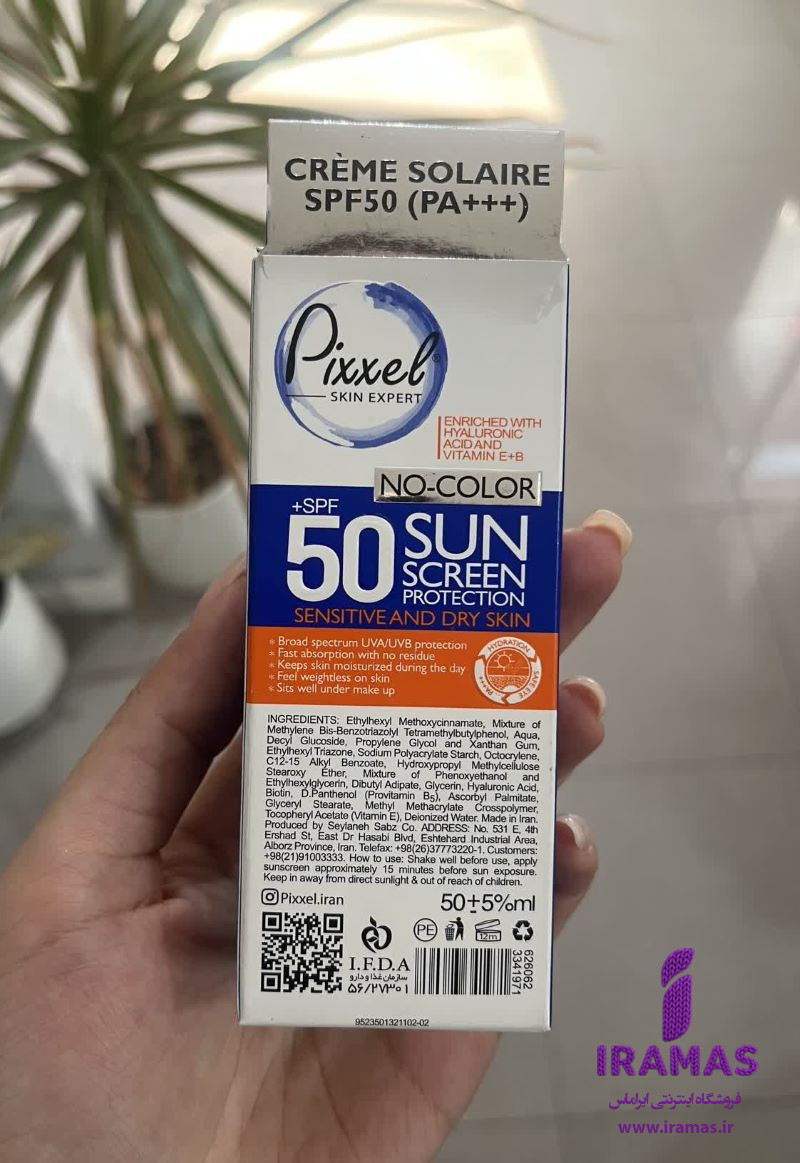 CRÈME SOLAIRE
SPF50 (PA+++)
Pixxel®
SKIN EXPERT
ENRICHED WITH
HYALURONIC
ACID AND
VITAMIN E+B
NO-COLOR
+SPF
50
SUN
SCREEN
PROTECTION
SENSITIVE AND DRY SKIN
* Broad spectrum UVA/UVB protection
* Fast absorption with no residue
* Keeps skin moisturized during the day
* Feel weightless on skin
* Sits well under make up
HYDRATION
SAFE EYE
PA+++
INGREDIENTS: Ethylhexyl Methoxycinnamate, Mixture of
Methylene Bis-Benzotriazolyl Tetramethylbutylphenol, Aqua,
Decyl Glucoside, Propylene Glycol and Xanthan Gum,
Ethylhexyl Triazone, Sodium Polyacrylate Starch, Octocrylene,
C12-15 Alkyl Benzoate, Hydroxypropyl Methylcellulose
Stearoxy Ether, Mixture of Phenoxyethanol and
Ethylhexylglycerin, Dibutyl Adipate, Glycerin, Hyaluronic Acid,
Biotin, D.Panthenol (Provitamin B5), Ascorbyl Palmitate,
Glyceryl Stearate, Methyl Methacrylate Crosspolymer,
Tocopheryl Acetate (Vitamin E), Deionized Water. Made in Iran.
Produced by Seylaneh Sabz Co. ADDRESS: No. 531 E, 4th
Ershad St, East Dr Hasabi Blvd, Eshtehard Industrial Area,
Alborz Province, Iran. Telefax: +98(26)37773220-1. Customers:
+98(21)91003333. How to use: Shake well before use, apply
sunscreen approximately 15 minutes before sun exposure.
Keep in away from direct sunlight & out of reach of children.
Pixxel.iran
50±5%ml
PE
12m
I.F.D.A
سازمان غذا و دارو
۵۶/۲۷۳۰۱
626062
3341971
9523501321102-02
iRAMAS
فروشگاه اینترنتی ایراماس
www.iramas.ir